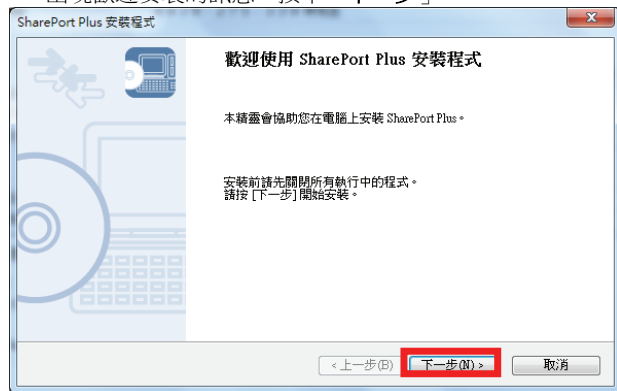 SharePort Plus 安裝程式
歡迎使用 SharePort Plus 安裝程式
本精靈會協助您在電腦上安裝 SharePort Plus。
安裝前請先關閉所有執行中的程式。
請按 [下一步] 開始安裝。
< 上一步(B)
下一步(N) >
取消